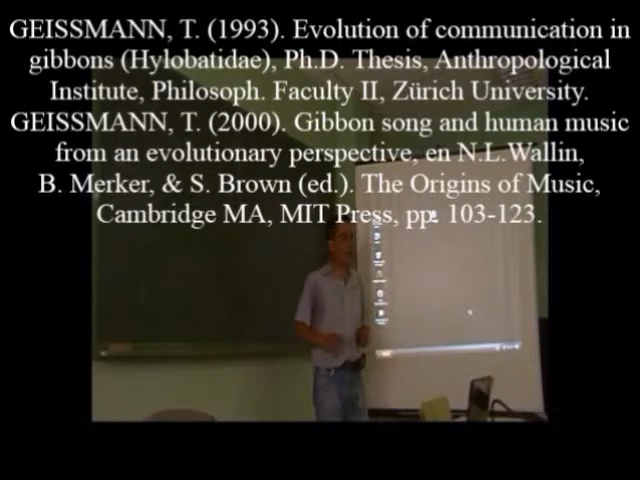 GEISSMANN, T. (1993). Evolution of communication in
gibbons (Hylobatidae), Ph.D. Thesis, Anthropological
Institute, Philosoph. Faculty II, Zürich University.
GEISSMANN, T. (2000). Gibbon song and human music
from an evolutionary perspective, en N.L.Wallin,
B. Merker, & S. Brown (ed.). The Origins of Music,
Cambridge MA, MIT Press, pp. 103-123.